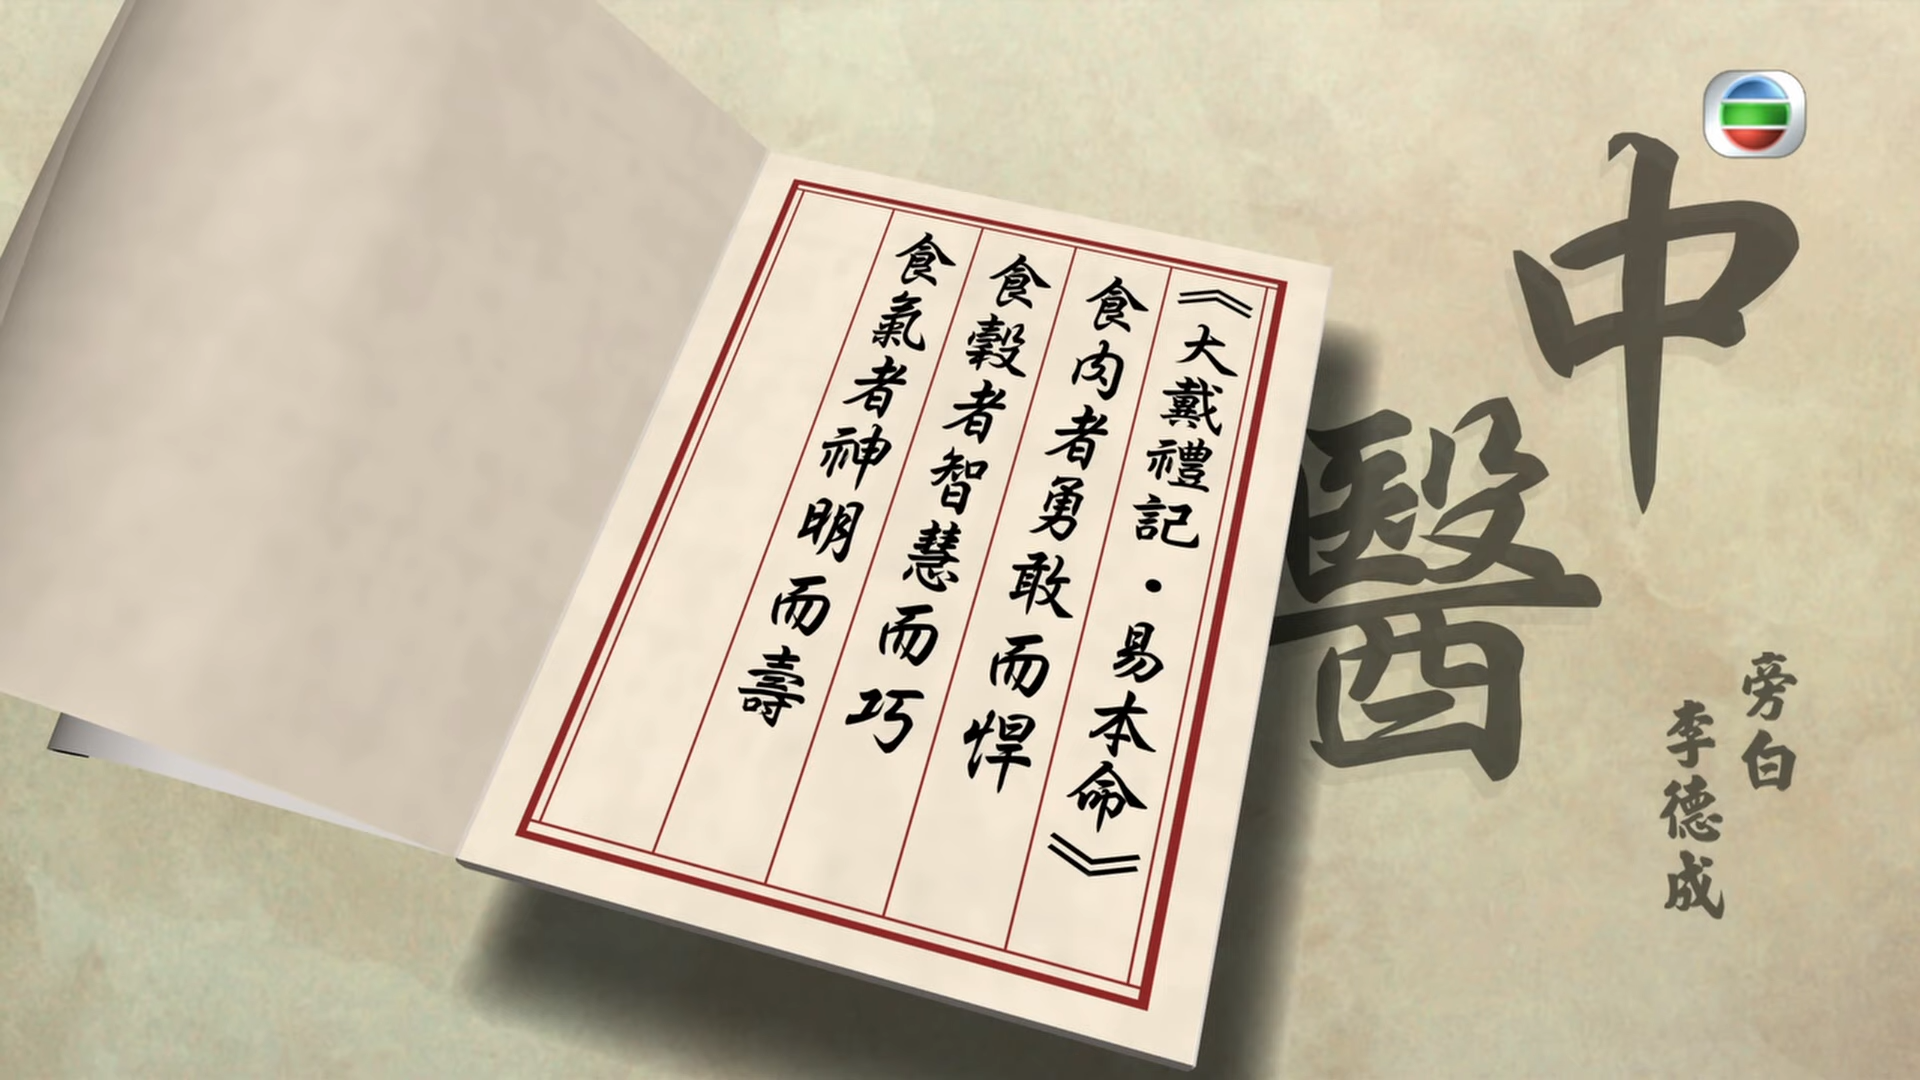 《大戴禮記·易本命》
食肉者勇敢而悍
食穀者智慧而巧
食氣者神明而壽
中醫
旁白
李德成